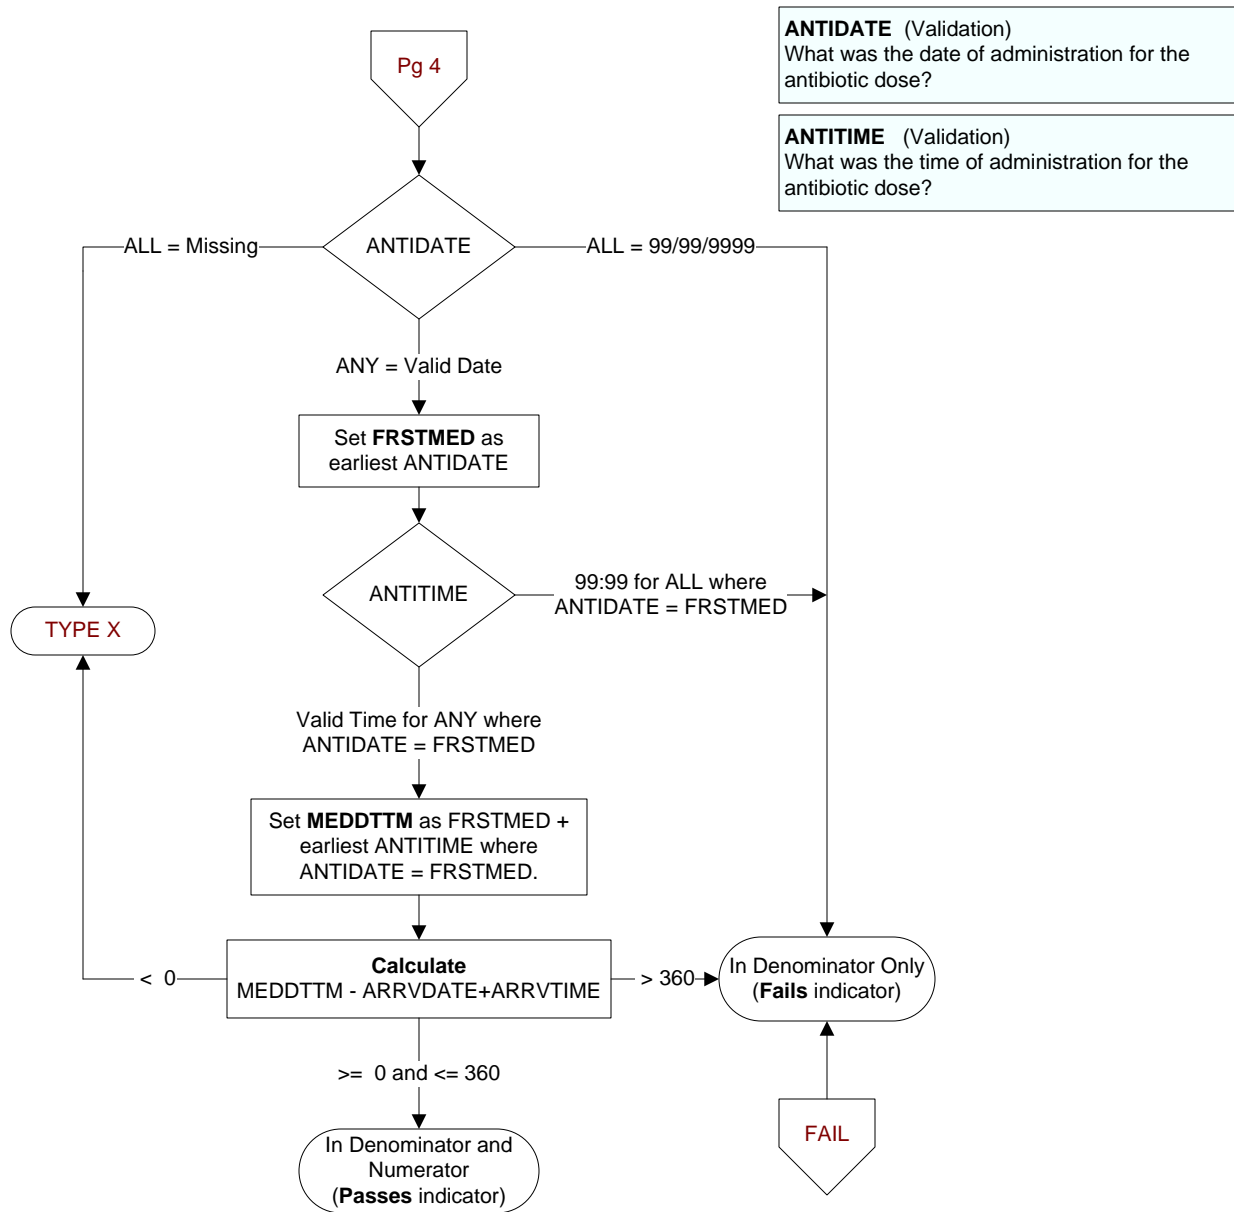 Pg 4
ANTIDATE (Validation)
What was the date of administration for the
antibiotic dose?
ANTITIME (Validation)
What was the time of administration for the
antibiotic dose?
ALL = Missing
ANTIDATE
ALL = 99/99/9999
ANY = Valid Date
Set FRSTMED as
earliest ANTIDATE
ANTITIME
99:99 for ALL where
ANTIDATE = FRSTMED
TYPE X
Valid Time for ANY where
ANTIDATE = FRSTMED
Set MEDDTTM as FRSTMED +
earliest ANTITIME where
ANTIDATE = FRSTMED.
< 0
Calculate
MEDDTTM - ARRVDATE+ARRVTIME
> 360
In Denominator Only
(Fails indicator)
>= 0 and <= 360
In Denominator and
Numerator
(Passes indicator)
FAIL